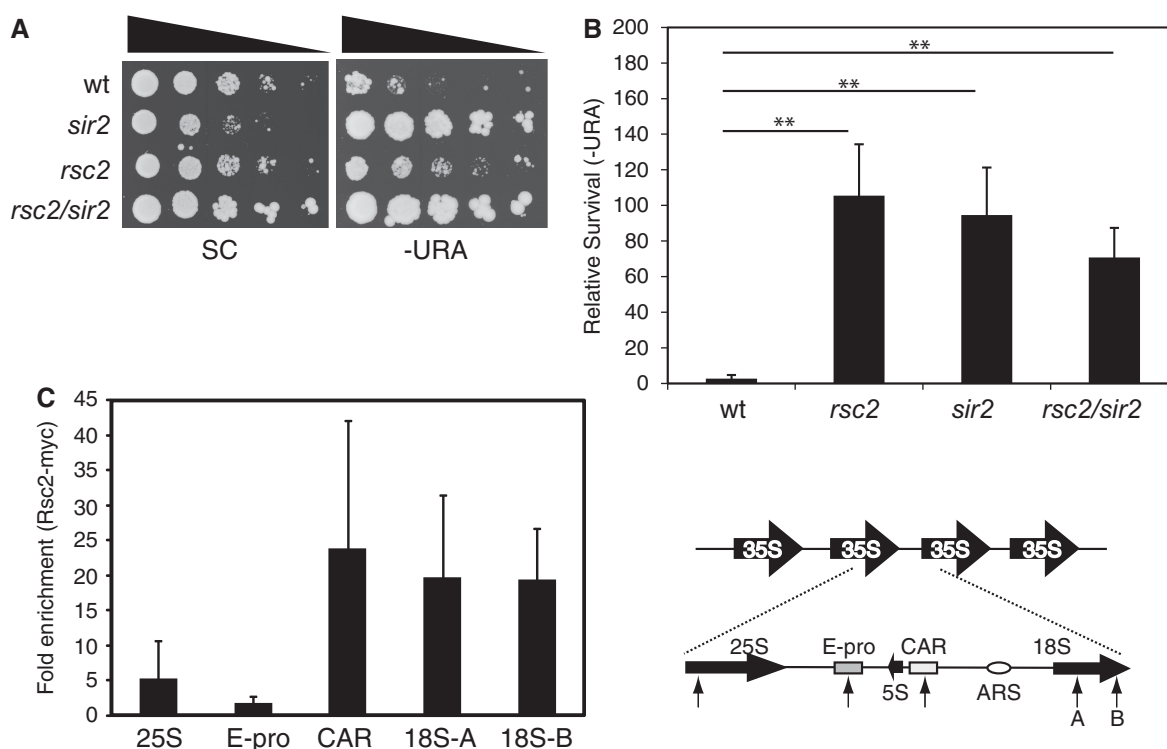 A
wt
sir2
rsc2
rsc2/sir2
SC
-URA
B
Relative Survival (-URA)
200
180
160
140
120
100
80
60
40
20
0
**
**
**
wt
rsc2
sir2
rsc2/sir2
C
Fold enrichment (Rsc2-myc)
45
40
35
30
25
20
15
10
5
0
25S
E-pro
CAR
18S-A
18S-B
35S
35S
35S
35S
25S
E-pro
CAR
18S
5S
ARS
A
B